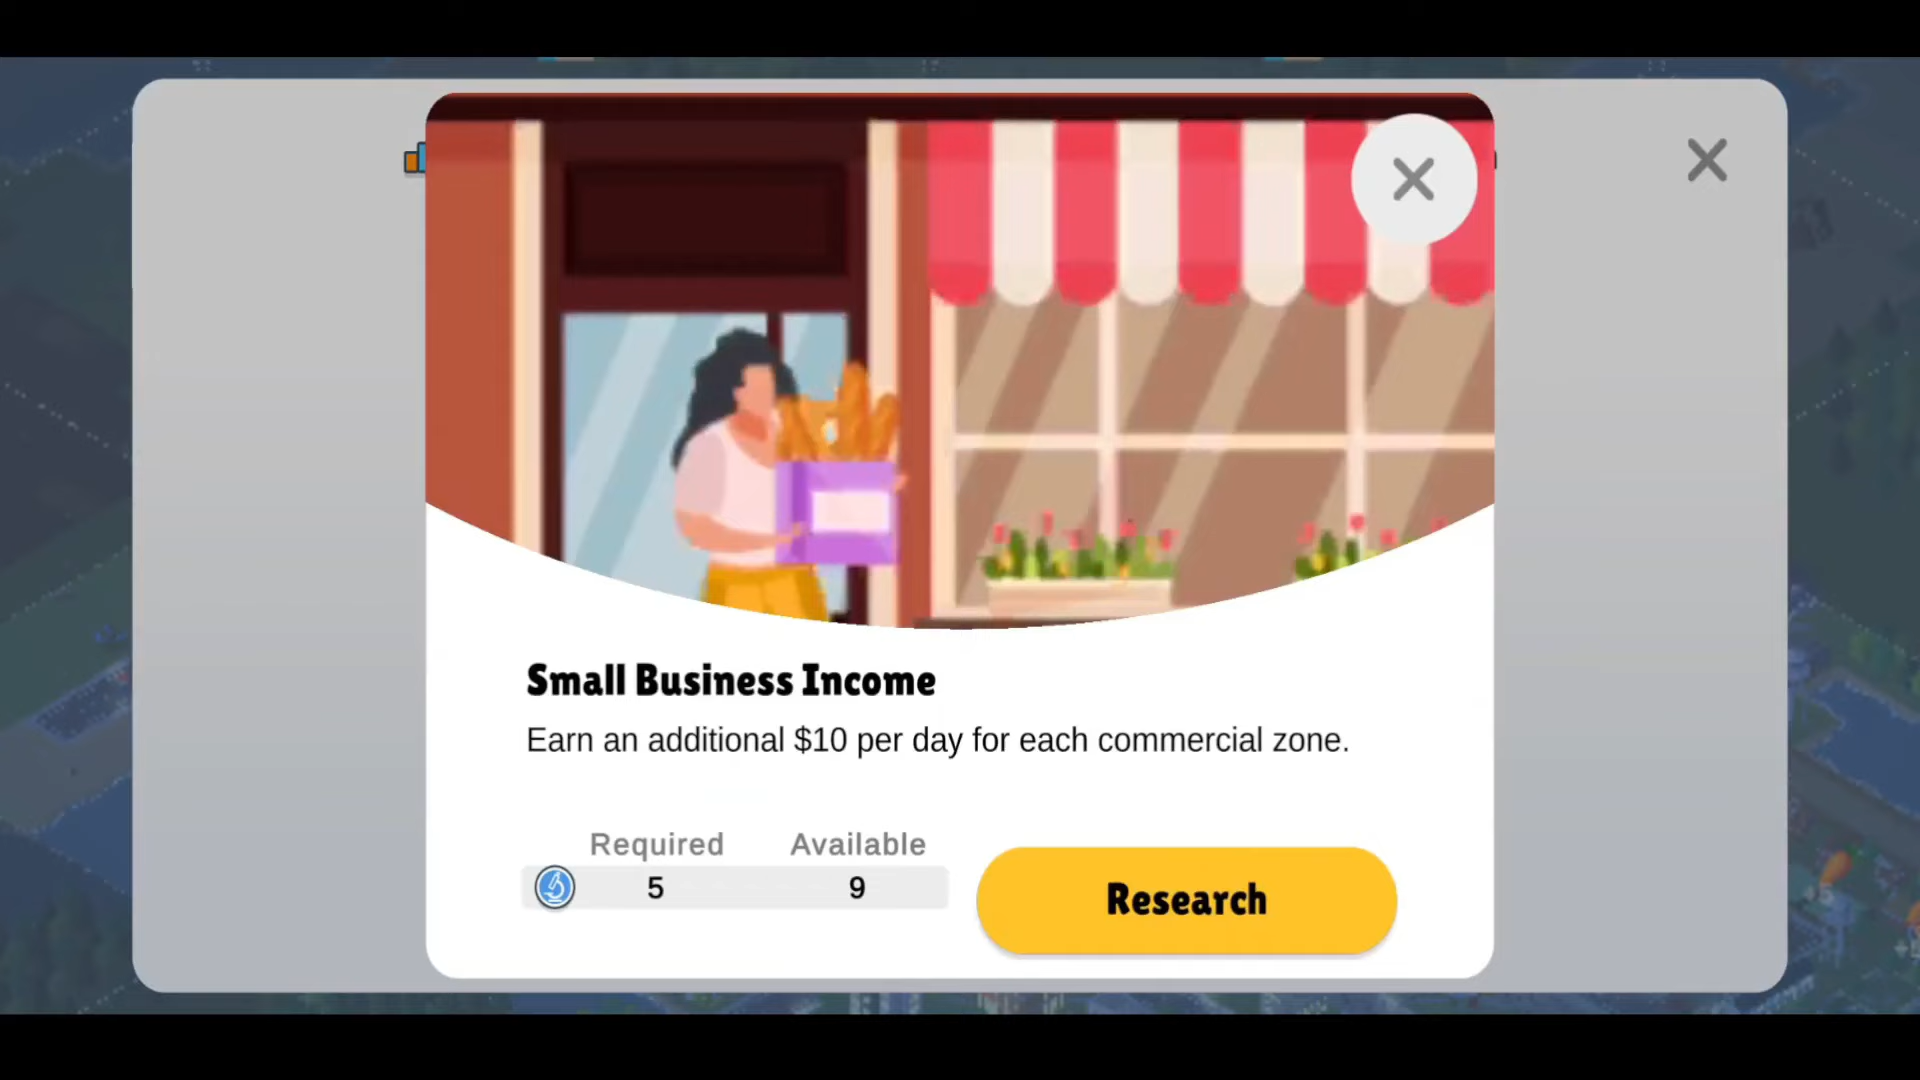 Small Business Income
Earn an additional $10 per day for each commercial zone.
Required Available
5 9
Research